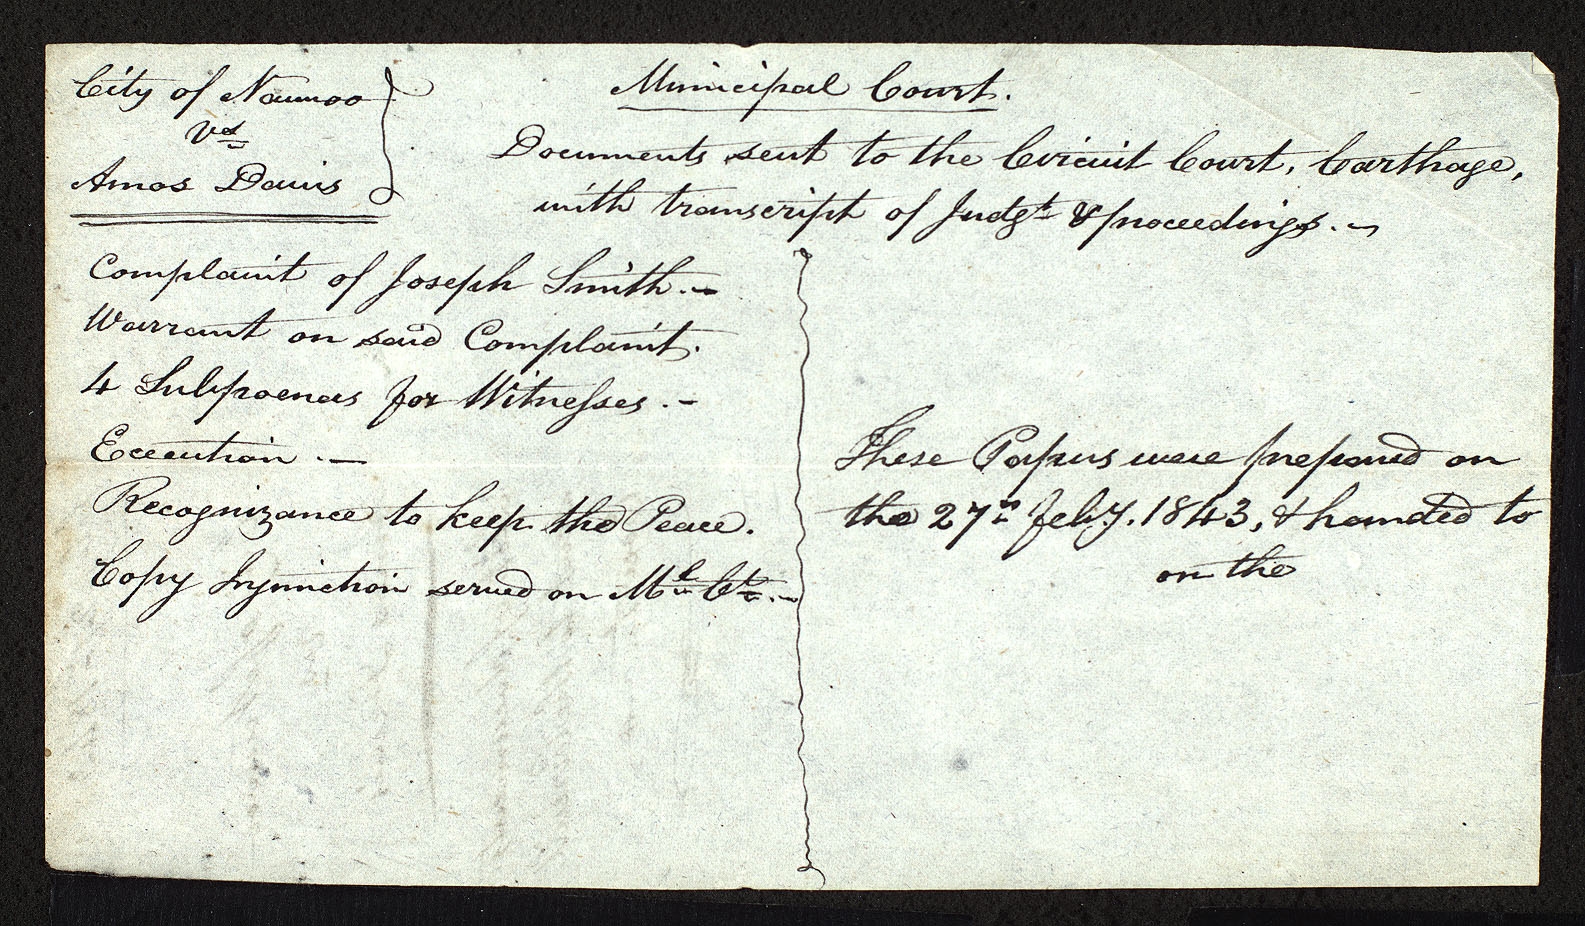 City of Nauvoo
vs
Amos Davis
Municipal Court.
Documents sent to the Circuit Court, Carthage,
with transcript of Judgt & proceedings.—
Complaint of Joseph Smith.—
Warrant on said Complaint.
4 Subpoenas for Witnesses.—
Execution.—
Recognizance to keep the Peace.
Copy Injunction served on Ml Ct.—
These Papers were prepared on
the 27th Feby. 1843, & handed to
on the